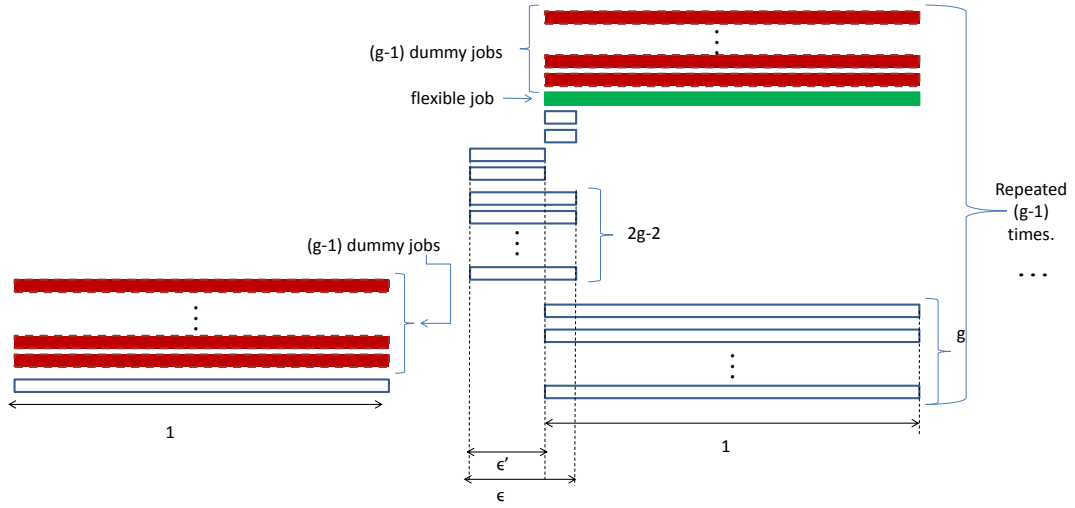 (g-1) dummy jobs
flexible job
2g-2
(g-1) dummy jobs
Repeated
(g-1)
times.
...
g
1
1
ϵ’
ϵ